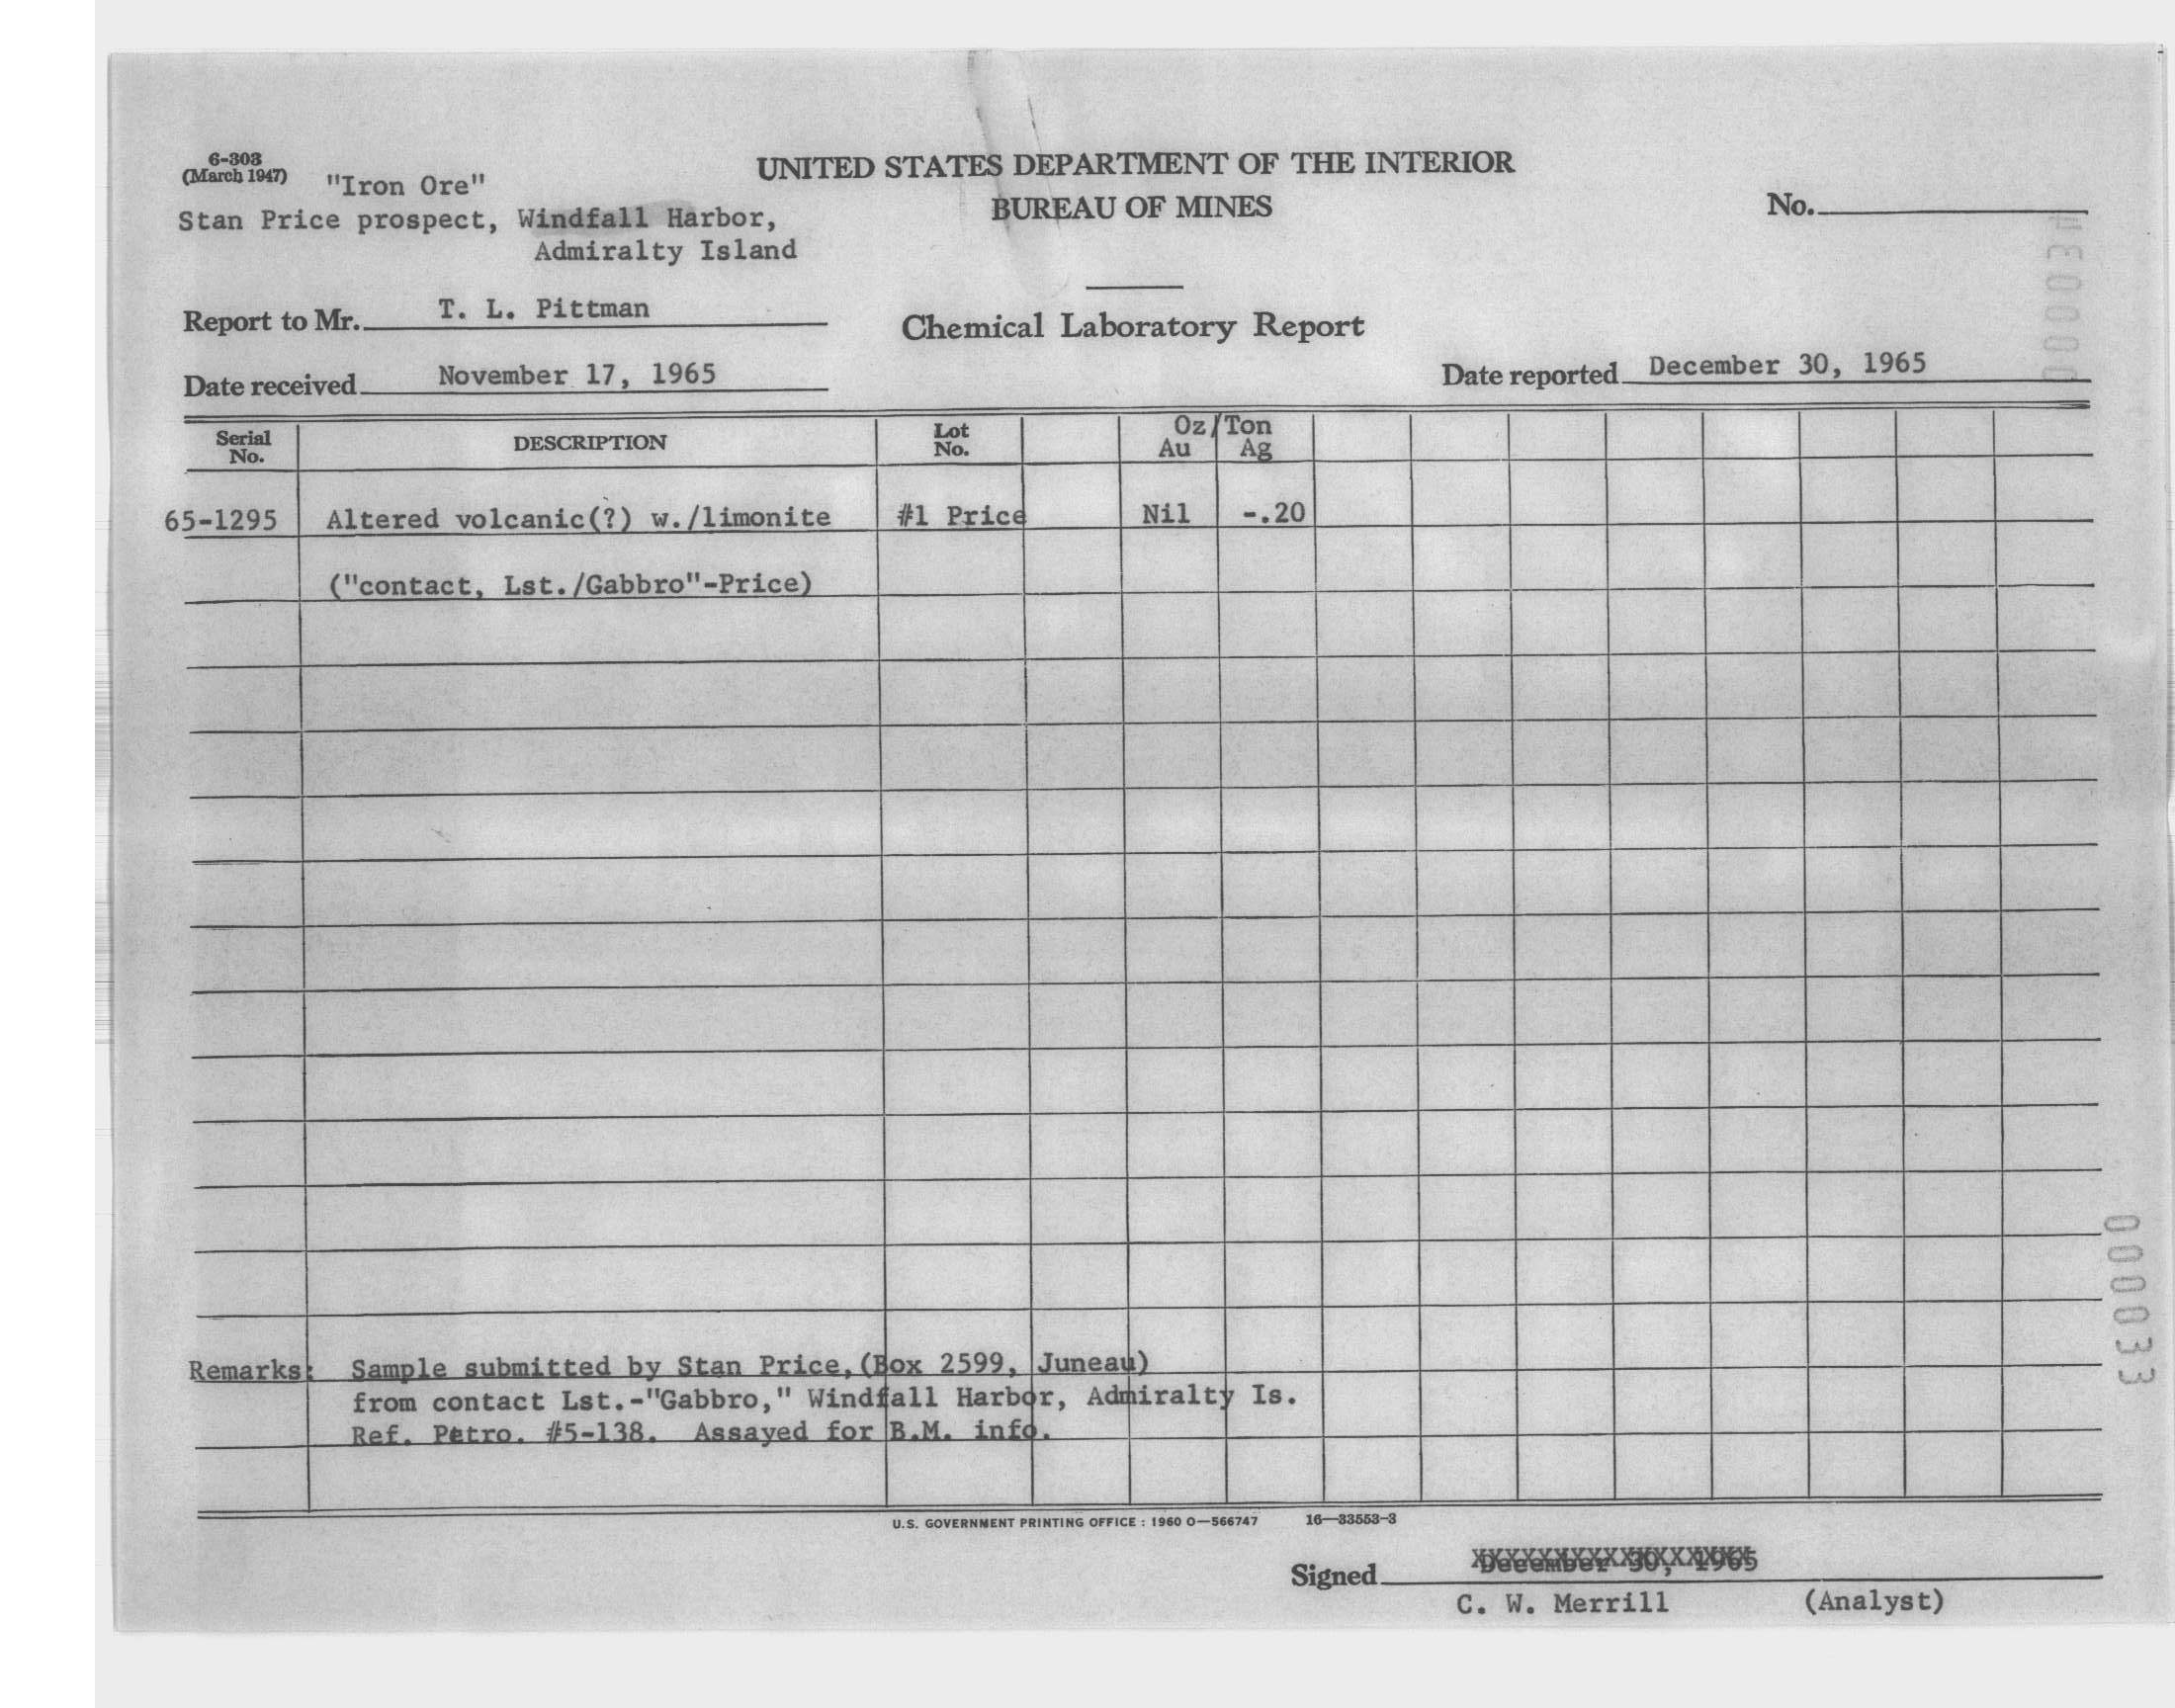 6-303
(March 1947)
"Iron Ore"
Stan Price prospect, Windfall Harbor,
Admiralty Island
UNITED STATES DEPARTMENT OF THE INTERIOR
BUREAU OF MINES
No.
Report to Mr. T. L. Pittman
Chemical Laboratory Report
Date received November 17, 1965
Date reported December 30, 1965
Serial No. DESCRIPTION Lot No. Oz/Ton
Au Ag
65-1295 Altered volcanic(?) w./limonite #1 Price Nil -.20
("contact, Lst./Gabbro"-Price)
Remarks: Sample submitted by Stan Price, (Box 2599, Juneau)
from contact Lst.-"Gabbro," Windfall Harbor, Admiralty Is.
Ref. Petro. #5-138. Assayed for B.M. info.
U.S. GOVERNMENT PRINTING OFFICE : 1960 O—566747 16—33553-3
Signed December 30, 1965
C. W. Merrill (Analyst)
000033